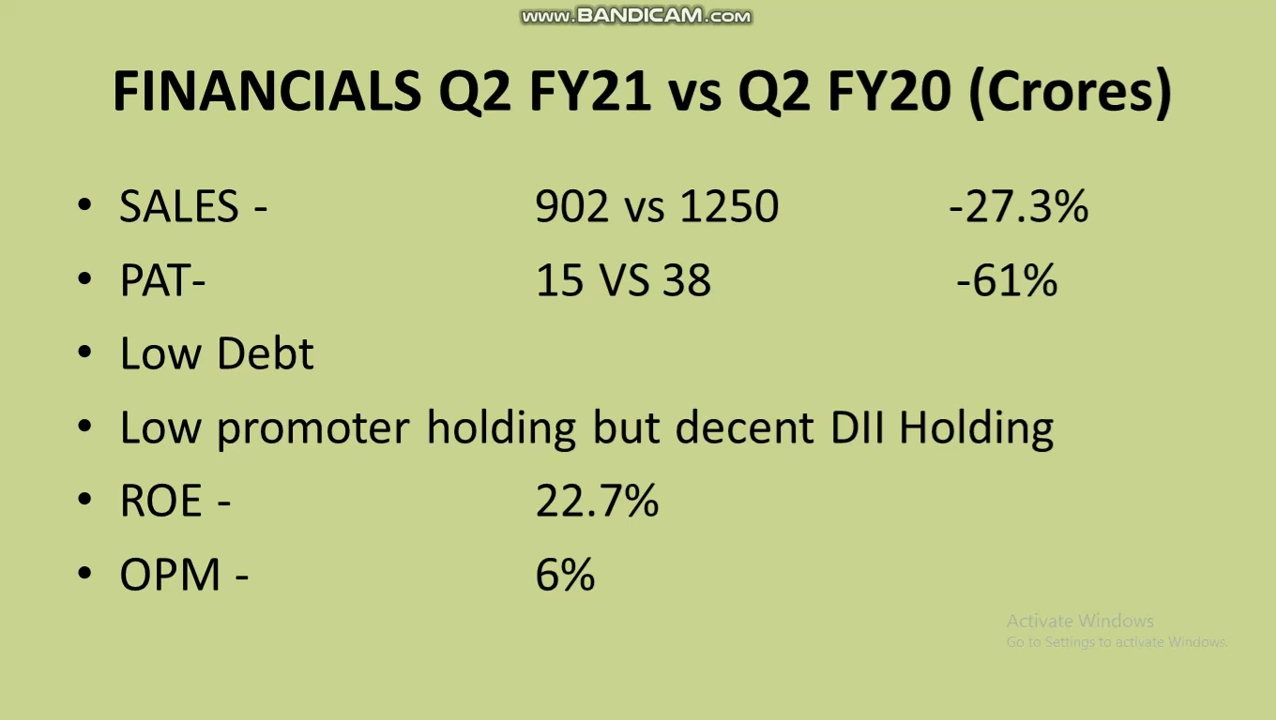 www.BANDICAM.com
FINANCIALS Q2 FY21 vs Q2 FY20 (Crores)
• SALES - 902 vs 1250 -27.3%
• PAT- 15 VS 38 -61%
• Low Debt
• Low promoter holding but decent DII Holding
• ROE - 22.7%
• OPM - 6%
Activate Windows
Go to Settings to activate Windows.